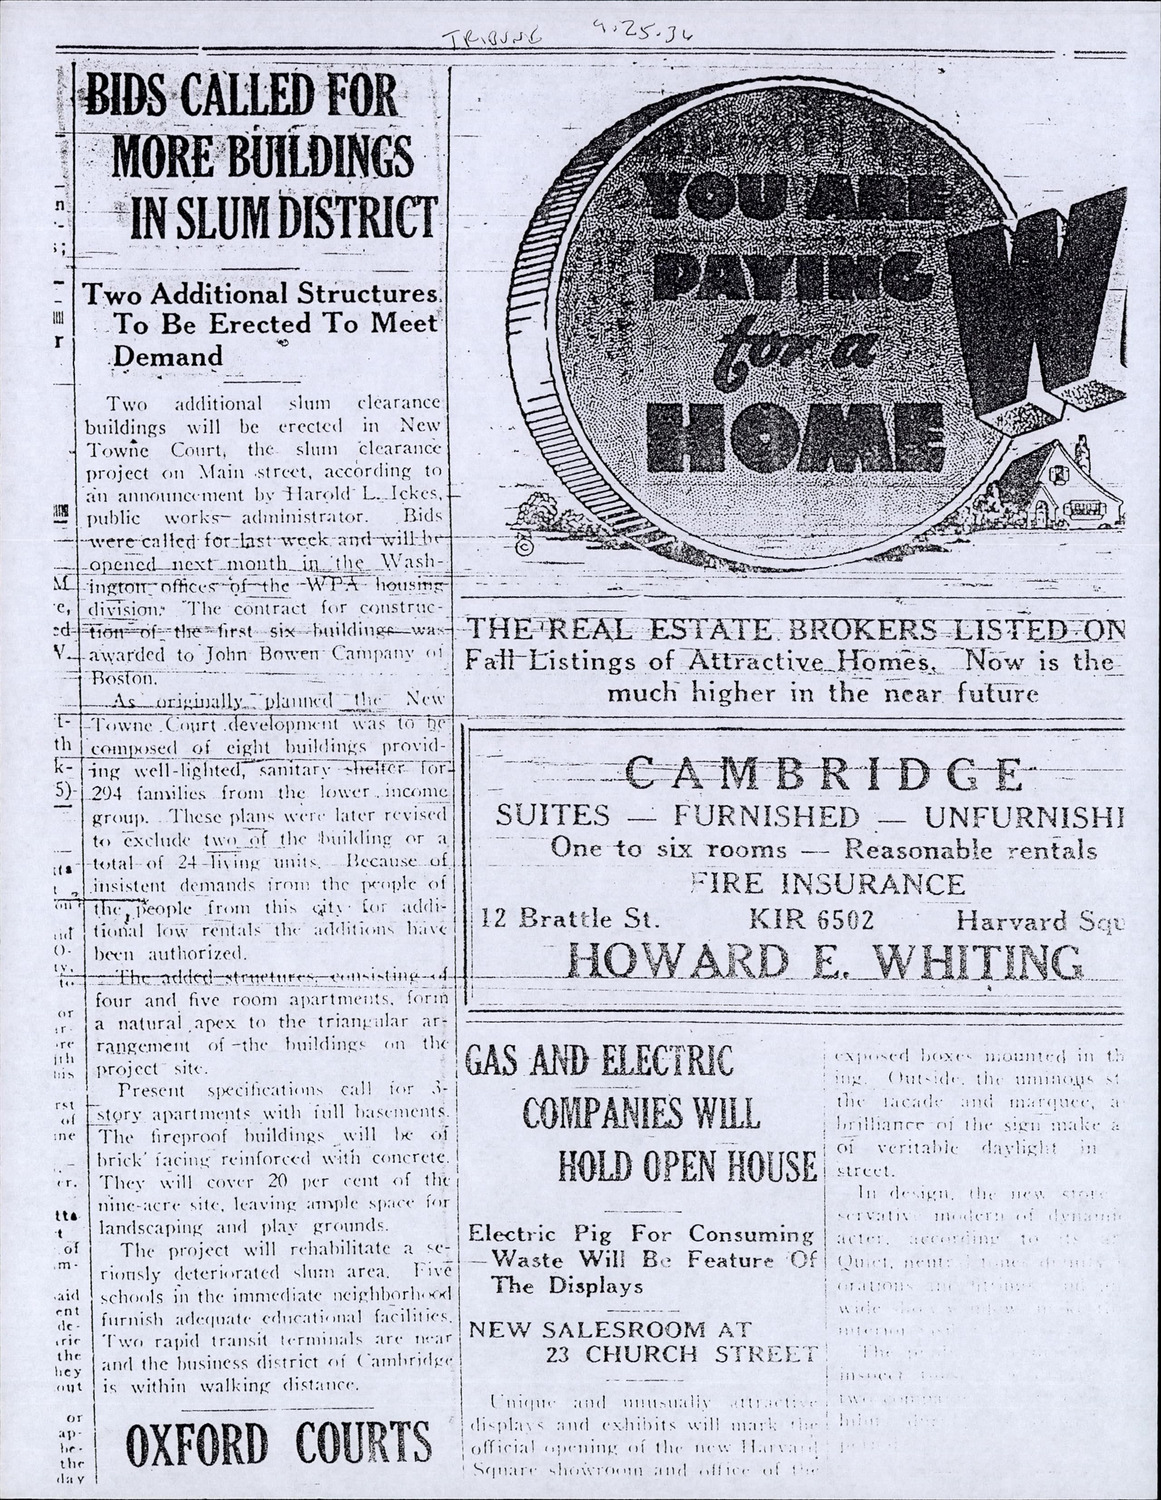 TRIBUNE 9.25.36
BIDS CALLED FOR
MORE BUILDINGS
IN SLUM DISTRICT
Two Additional Structures
To Be Erected To Meet
Demand
Two additional slum clearance
buildings will be erected in New
Towne Court, the slum clearance
project on Main street, according to
an announcement by Harold L. Ickes,
public works administrator. Bids
were called for last week and will be
opened next month in the Wash-
ington offices of the WPA housing
division. The contract for construc-
tion of the first six buildings was
awarded to John Bowen Campany of
Boston.
As originally planned the New
Towne Court development was to be
composed of eight buildings provid-
ing well-lighted, sanitary shelter for
294 families from the lower income
group. These plans were later revised
to exclude two of the building or a
total of 24 living units. Because of
insistent demands from the people of
the people from this city for addi-
tional low rentals the additions have
been authorized.
The added structures, consisting of
four and five room apartments, form
a natural apex to the triangular ar-
rangement of the buildings on the
project site.
Present specifications call for 3-
story apartments with full basements.
The fireproof buildings will be of
brick facing reinforced with concrete.
They will cover 20 per cent of the
nine-acre site, leaving ample space for
landscaping and play grounds.
The project will rehabilitate a se-
riously deteriorated slum area. Five
schools in the immediate neighborhood
furnish adequate educational facilities.
Two rapid transit terminals are near
and the business district of Cambridge
is within walking distance.
OXFORD COURTS
YOU ARE
PAYING
for a
HOME
W
©
THE REAL ESTATE BROKERS LISTED ON
Fall Listings of Attractive Homes. Now is the
much higher in the near future
CAMBRIDGE
SUITES — FURNISHED — UNFURNISH
One to six rooms — Reasonable rentals
FIRE INSURANCE
12 Brattle St. KIR 6502 Harvard Squ
HOWARD E. WHITING
GAS AND ELECTRIC
COMPANIES WILL
HOLD OPEN HOUSE
Electric Pig For Consuming
Waste Will Be Feature Of
The Displays
NEW SALESROOM AT
23 CHURCH STREET
Unique and unusually attractive
displays and exhibits will mark the
official opening of the new Harvard
Square showroom and office of the
exposed boxes mounted in th
ing. Outside, the uminous st
the facade and marquee, a
brilliance of the sign make a
of veritable daylight in
street.
In design, the new store
servativ modern of dynamic
acter, according to its
Quiet,